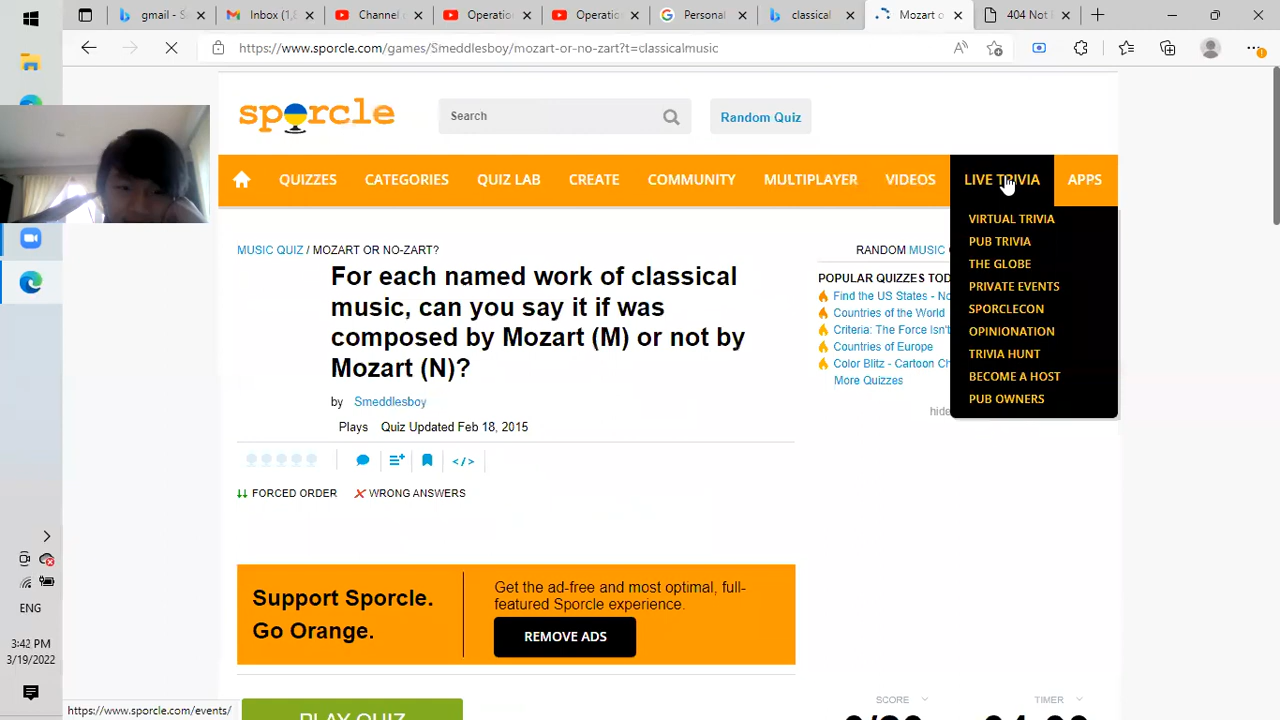 gmail - S
Inbox (1,
Channel
Operatio
Operatio
Personal
classical
Mozart o
404 Not
https://www.sporcle.com/games/Smeddlesboy/mozart-or-no-zart?t=classicalmusic
sporcle
Search
Random Quiz
QUIZZES CATEGORIES QUIZ LAB CREATE COMMUNITY MULTIPLAYER VIDEOS LIVE TRIVIA APPS
VIRTUAL TRIVIA
PUB TRIVIA
THE GLOBE
PRIVATE EVENTS
SPORCLECON
OPINIONATION
TRIVIA HUNT
BECOME A HOST
PUB OWNERS
MUSIC QUIZ / MOZART OR NO-ZART?
For each named work of classical
music, can you say it if was
composed by Mozart (M) or not by
Mozart (N)?
by Smeddlesboy
Plays Quiz Updated Feb 18, 2015
FORCED ORDER WRONG ANSWERS
RANDOM MUSIC
POPULAR QUIZZES TOD
Find the US States - No
Countries of the World
Criteria: The Force Isn't
Countries of Europe
Color Blitz - Cartoon Ch
More Quizzes
hide
Support Sporcle.
Go Orange.
Get the ad-free and most optimal, full-
featured Sporcle experience.
REMOVE ADS
PLAY QUIZ
SCORE
TIMER
ENG
3:42 PM
3/19/2022
https://www.sporcle.com/events/